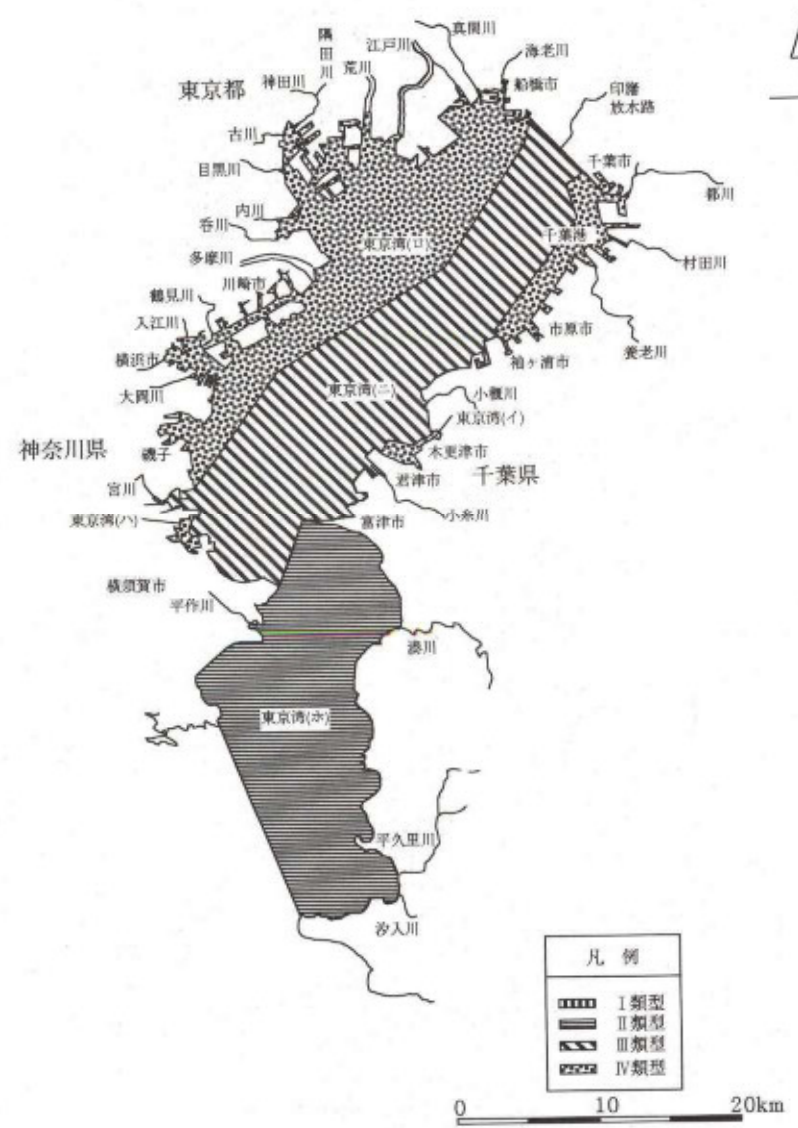 真間川
江戸川
隅田川
海老川
荒川
船橋市
神田川
東京都
印旛
放水路
古川
千葉市
目黒川
都川
内川
呑川
東京湾(ロ)
千葉港
多摩川
村田川
川崎市
鶴見川
入江川
市原市
養老川
横浜市
袖ヶ浦市
大岡川
東京湾(ニ)
小櫃川
東京湾(イ)
神奈川県
磯子
木更津市
君津市
千葉県
宮川
小糸川
東京湾(ハ)
富津市
横須賀市
平作川
湊川
東京湾(ホ)
平久里川
汐入川
凡 例
Ⅰ類型
Ⅱ類型
Ⅲ類型
Ⅳ類型
0 10 20km